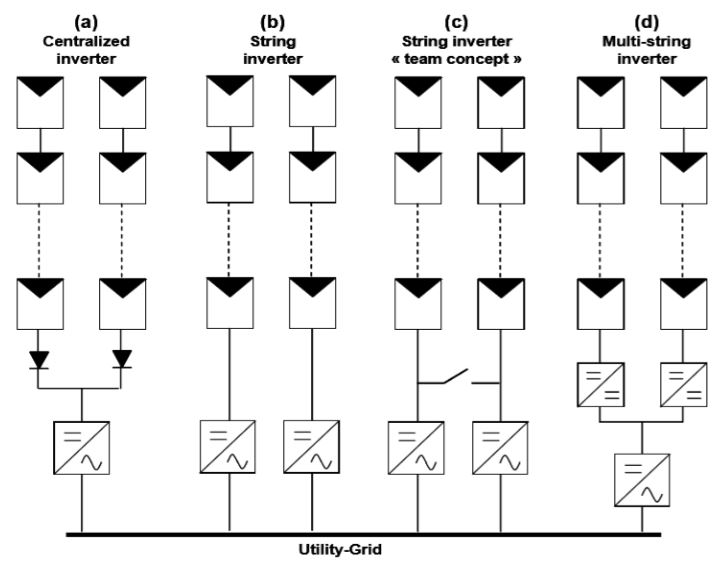 (a)
Centralized
inverter
(b)
String
inverter
(c)
String inverter
« team concept »
(d)
Multi-string
inverter
Utility-Grid